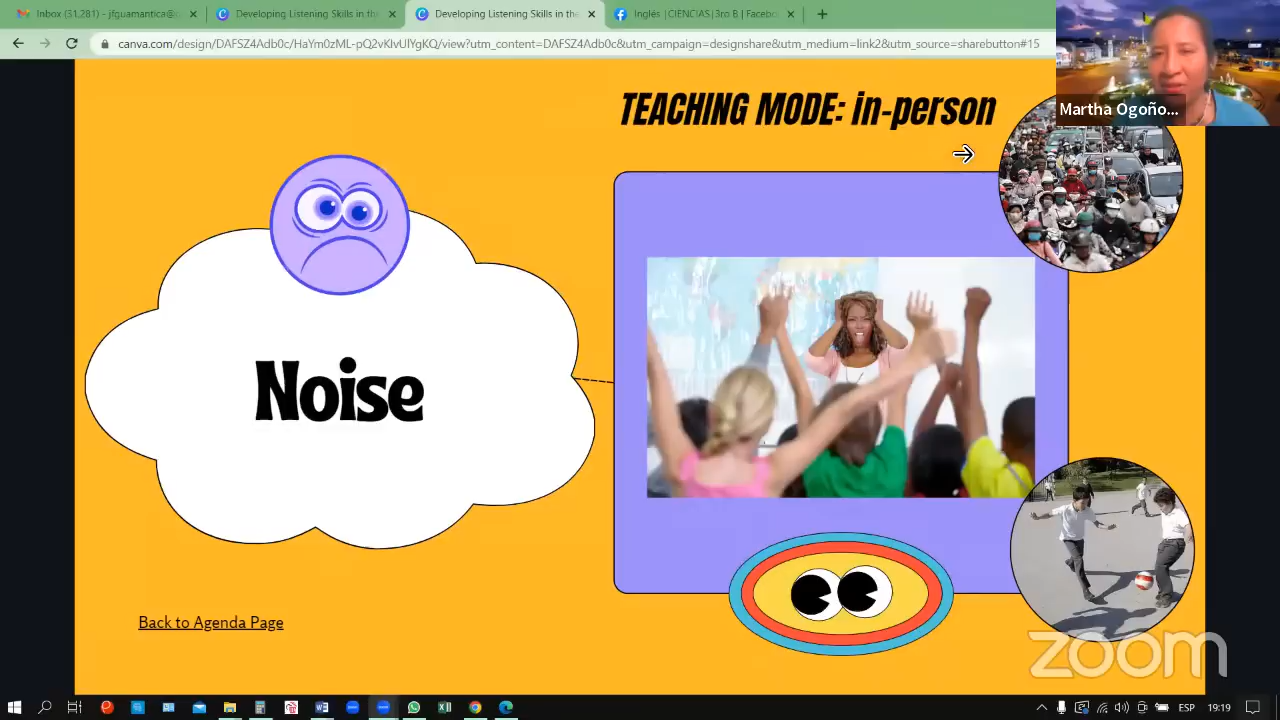 Inbox (31,281) - jfguamantica@
Developing Listening Skills in the
Developing Listening Skills in the
Inglés |CIENCIAS|3ro B | Facebo
canva.com/design/DAFSZ4Adb0c/HaYm0zML-pQ2vKlvUlYgKQ/view?utm_content=DAFSZ4Adb0c&utm_campaign=designshare&utm_medium=link2&utm_source=sharebutton#15
Martha Ogoño...
TEACHING MODE: in-person
Noise
Back to Agenda Page
zoom
ESP 19:19